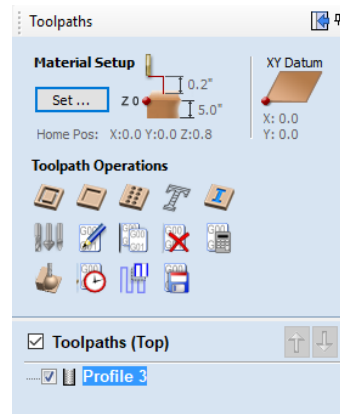 Toolpaths
Material Setup
XY Datum
0.2"
Set ...
Z 0
5.0"
X: 0.0
Home Pos: X:0.0 Y:0.0 Z:0.8
Y: 0.0
Toolpath Operations
Toolpaths (Top)
Profile 3